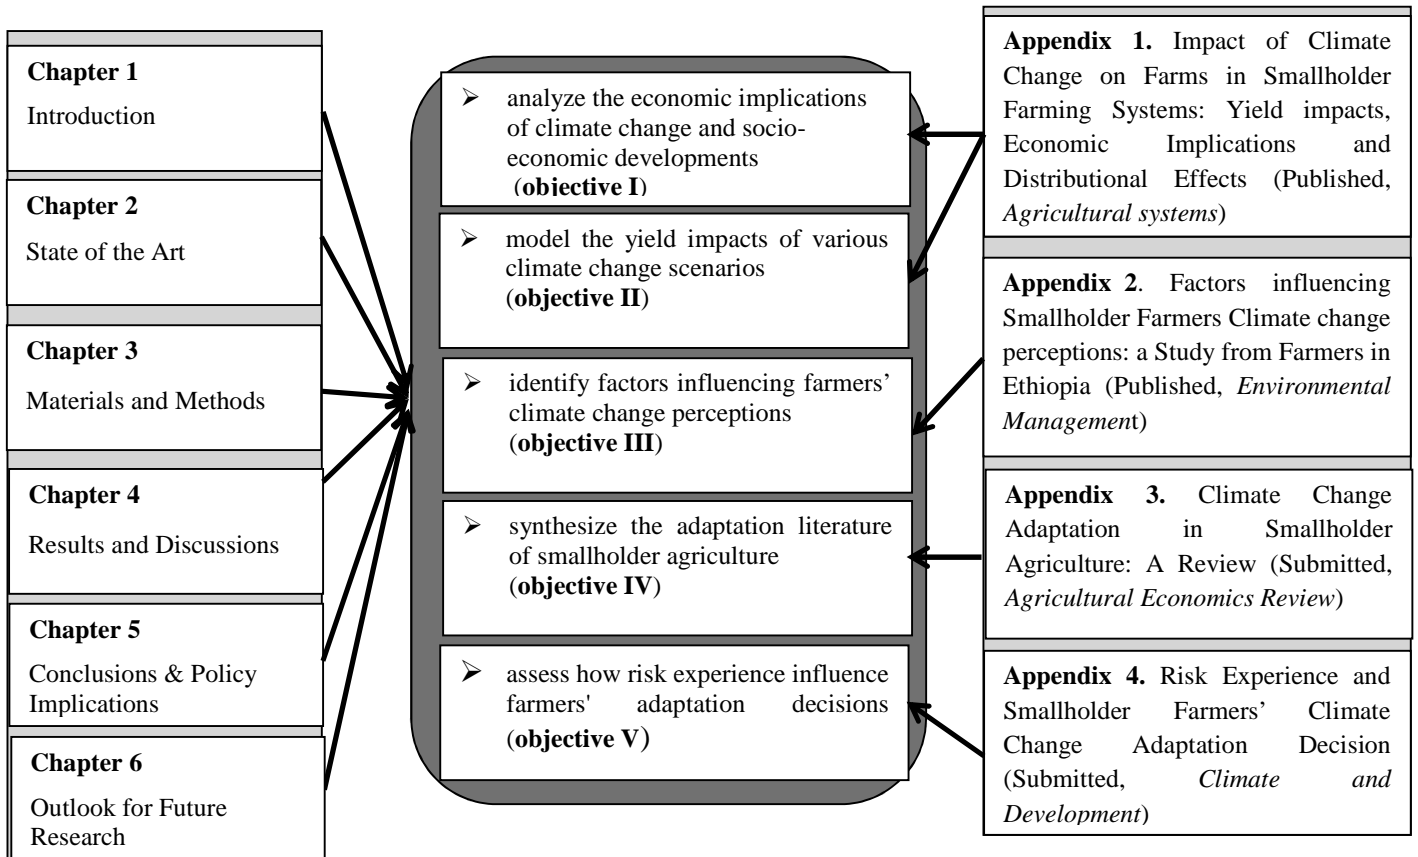 Chapter 1
Introduction
Chapter 2
State of the Art
Chapter 3
Materials and Methods
Chapter 4
Results and Discussions
Chapter 5
Conclusions & Policy
Implications
Chapter 6
Outlook for Future
Research
➢ analyze the economic implications
of climate change and socio-
economic developments
(objective I)
➢ model the yield impacts of various
climate change scenarios
(objective II)
➢ identify factors influencing farmers’
climate change perceptions
(objective III)
➢ synthesize the adaptation literature
of smallholder agriculture
(objective IV)
➢ assess how risk experience influence
farmers' adaptation decisions
(objective V)
Appendix 1. Impact of Climate
Change on Farms in Smallholder
Farming Systems: Yield impacts,
Economic Implications and
Distributional Effects (Published,
Agricultural systems)
Appendix 2. Factors influencing
Smallholder Farmers Climate change
perceptions: a Study from Farmers in
Ethiopia (Published, Environmental
Management)
Appendix 3. Climate Change
Adaptation in Smallholder
Agriculture: A Review (Submitted,
Agricultural Economics Review)
Appendix 4. Risk Experience and
Smallholder Farmers’ Climate
Change Adaptation Decision
(Submitted, Climate and
Development)